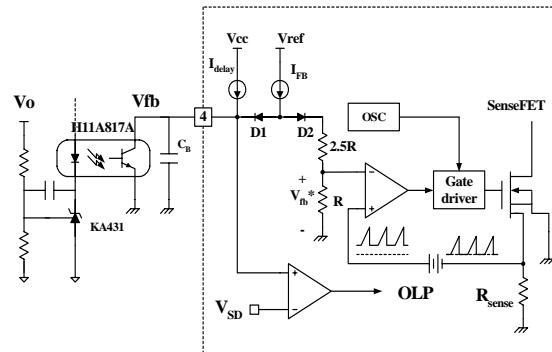 Vcc
Vref
Idelay
IFB
Vo
H11A817A
Vfb
4
CB
D1
D2
OSC
SenseFET
2.5R
+
Vfb*
R
-
−
+
Gate
driver
KA431
VSD
+
−
OLP
Rsense